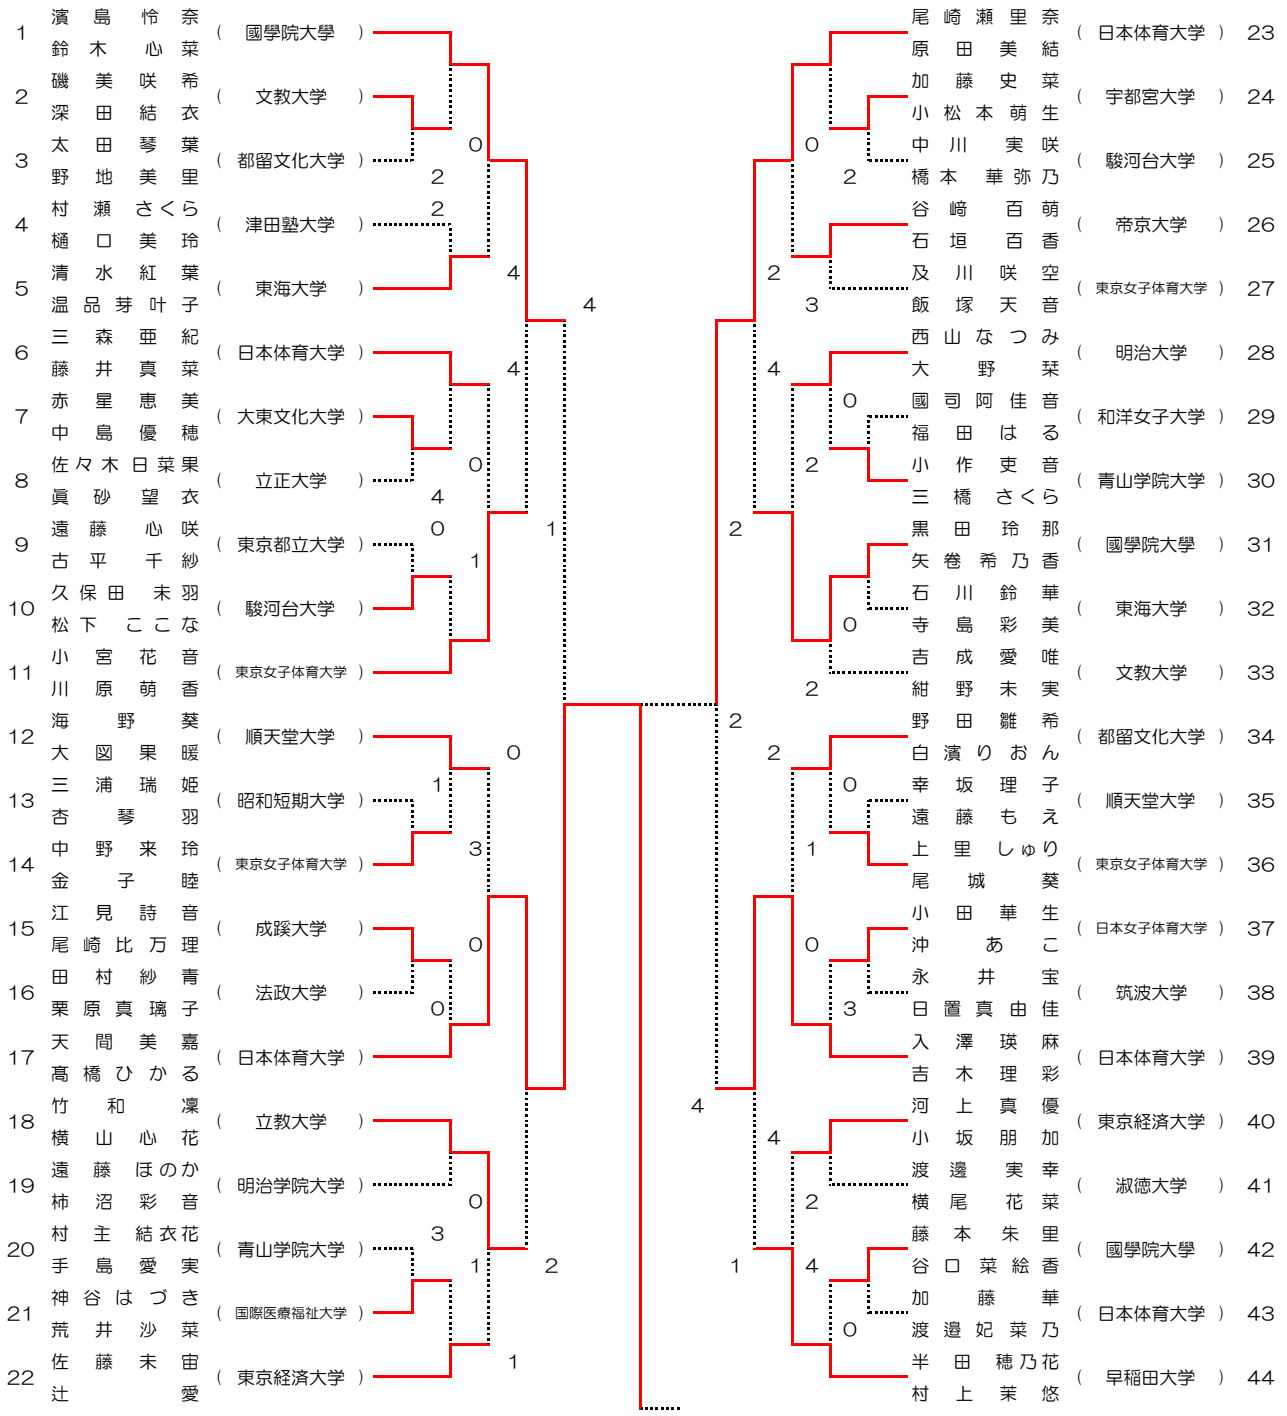 濱島怜奈
1 ( 國學院大學 )
鈴木心菜
磯美咲希
2 ( 文教大学 )
深田結衣
太田琴葉
3 ( 都留文化大学 )
野地美里
村瀬さくら
4 ( 津田塾大学 )
樋口美玲
清水紅葉
5 ( 東海大学 )
温品芽叶子
三森亜紀
6 ( 日本体育大学 )
藤井真菜
赤星恵美
7 ( 大東文化大学 )
中島優穂
佐々木日菜果
8 ( 立正大学 )
眞砂望衣
遠藤心咲
9 ( 東京都立大学 )
古平千紗
久保田未羽
10 ( 駿河台大学 )
松下ここな
小宮花音
11 ( 東京女子体育大学 )
川原萌香
海野葵
12 ( 順天堂大学 )
大図果暖
三浦瑞姫
13 ( 昭和短期大学 )
杏琴羽
中野来玲
14 ( 東京女子体育大学 )
金子睦
江見詩音
15 ( 成蹊大学 )
尾崎比万理
田村紗青
16 ( 法政大学 )
栗原真璃子
天間美嘉
17 ( 日本体育大学 )
髙橋ひかる
竹和凜
18 ( 立教大学 )
横山心花
遠藤ほのか
19 ( 明治学院大学 )
柿沼彩音
村主結衣花
20 ( 青山学院大学 )
手島愛実
神谷はづき
21 ( 国際医療福祉大学 )
荒井沙菜
佐藤未宙
22 ( 東京経済大学 )
辻愛
0
2
2
4
4
4
0
4
0
1
1
0
1
3
0
0
0
3
1
2
1
尾崎瀬里奈
( 日本体育大学 ) 23
原田美結
加藤史菜
( 宇都宮大学 ) 24
小松本萌生
中川実咲
( 駿河台大学 ) 25
橋本華弥乃
谷﨑百萌
( 帝京大学 ) 26
石垣百香
及川咲空
( 東京女子体育大学 ) 27
飯塚天音
西山なつみ
( 明治大学 ) 28
大野栞
國司阿佳音
( 和洋女子大学 ) 29
福田はる
小作吏音
( 青山学院大学 ) 30
三橋さくら
黒田玲那
( 國學院大學 ) 31
矢巻希乃香
石川鈴華
( 東海大学 ) 32
寺島彩美
吉成愛唯
( 文教大学 ) 33
紺野未実
野田雛希
( 都留文化大学 ) 34
白濱りおん
幸坂理子
( 順天堂大学 ) 35
遠藤もえ
上里しゅり
( 東京女子体育大学 ) 36
尾城葵
小田華生
( 日本女子体育大学 ) 37
沖あこ
永井宝
( 筑波大学 ) 38
日置真由佳
入澤瑛麻
( 日本体育大学 ) 39
吉木理彩
河上真優
( 東京経済大学 ) 40
小坂朋加
渡邊実幸
( 淑徳大学 ) 41
横尾花菜
藤本朱里
( 國學院大學 ) 42
谷口菜絵香
加藤華
( 日本体育大学 ) 43
渡邉妃菜乃
半田穂乃花
( 早稲田大学 ) 44
村上茉悠
0
2
2
3
4
0
2
2
0
2
2
2
0
1
0
3
4
4
2
1
4
0